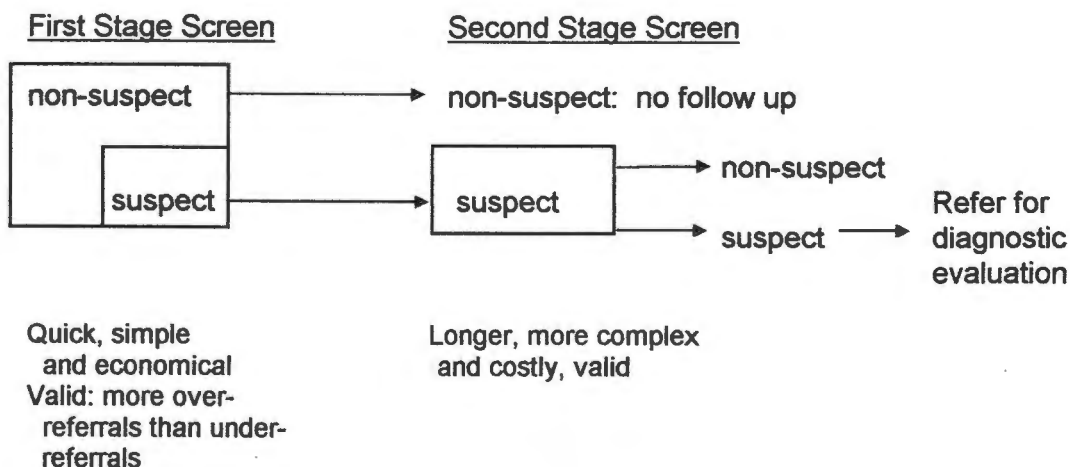 First Stage Screen
Second Stage Screen
non-suspect
non-suspect: no follow up
suspect
suspect
non-suspect
suspect
Refer for
diagnostic
evaluation
Quick, simple
and economical
Valid: more over-
referrals than under-
referrals
Longer, more complex
and costly, valid